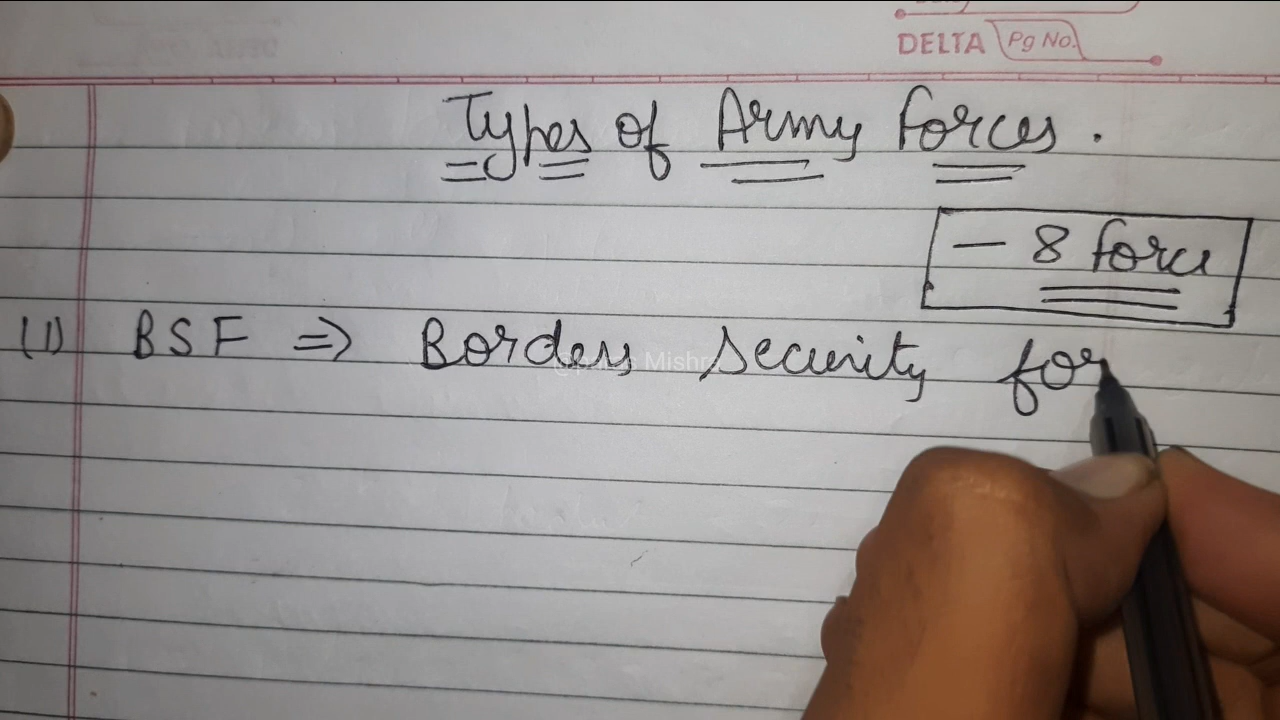 DELTA Pg No.
Types of Army forces.
- 8 force
(1) BSF => Borders Security for